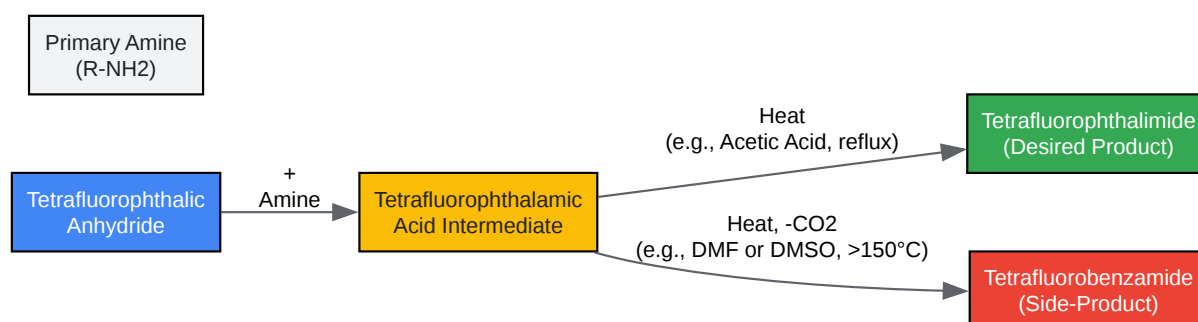 Primary Amine
(R-NH2)
Tetrafluorophthalic
Anhydride
+
Amine
Tetrafluorophthalamic
Acid Intermediate
Heat
(e.g., Acetic Acid, reflux)
Tetrafluorophthalimide
(Desired Product)
Heat, -CO2
(e.g., DMF or DMSO, >150°C)
Tetrafluorobenzamide
(Side-Product)